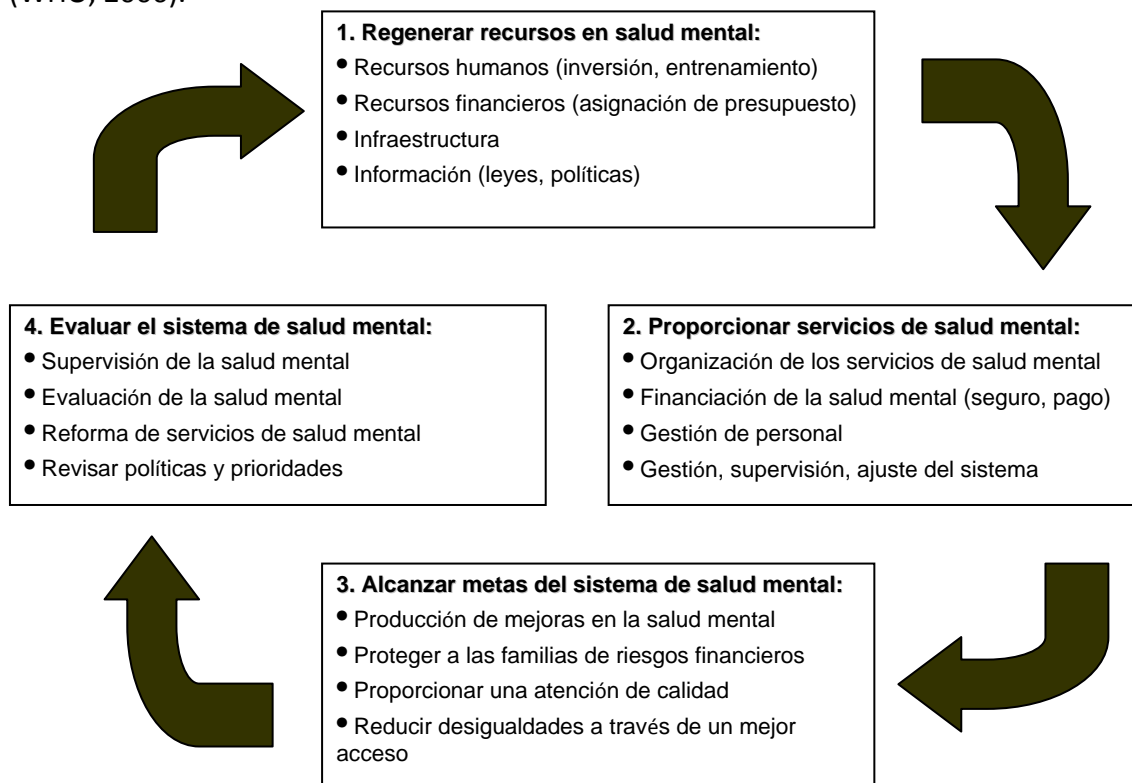 (WHO,
1. Regenerar recursos en salud mental:
• Recursos humanos (inversión, entrenamiento)
• Recursos financieros (asignación de presupuesto)
• Infraestructura
• Información (leyes, políticas)
2. Proporcionar servicios de salud mental:
• Organización de los servicios de salud mental
• Financiación de la salud mental (seguro, pago)
• Gestión de personal
• Gestión, supervisión, ajuste del sistema
3. Alcanzar metas del sistema de salud mental:
• Producción de mejoras en la salud mental
• Proteger a las familias de riesgos financieros
• Proporcionar una atención de calidad
• Reducir desigualdades a través de un mejor
acceso
4. Evaluar el sistema de salud mental:
• Supervisión de la salud mental
• Evaluación de la salud mental
• Reforma de servicios de salud mental
• Revisar políticas y prioridades